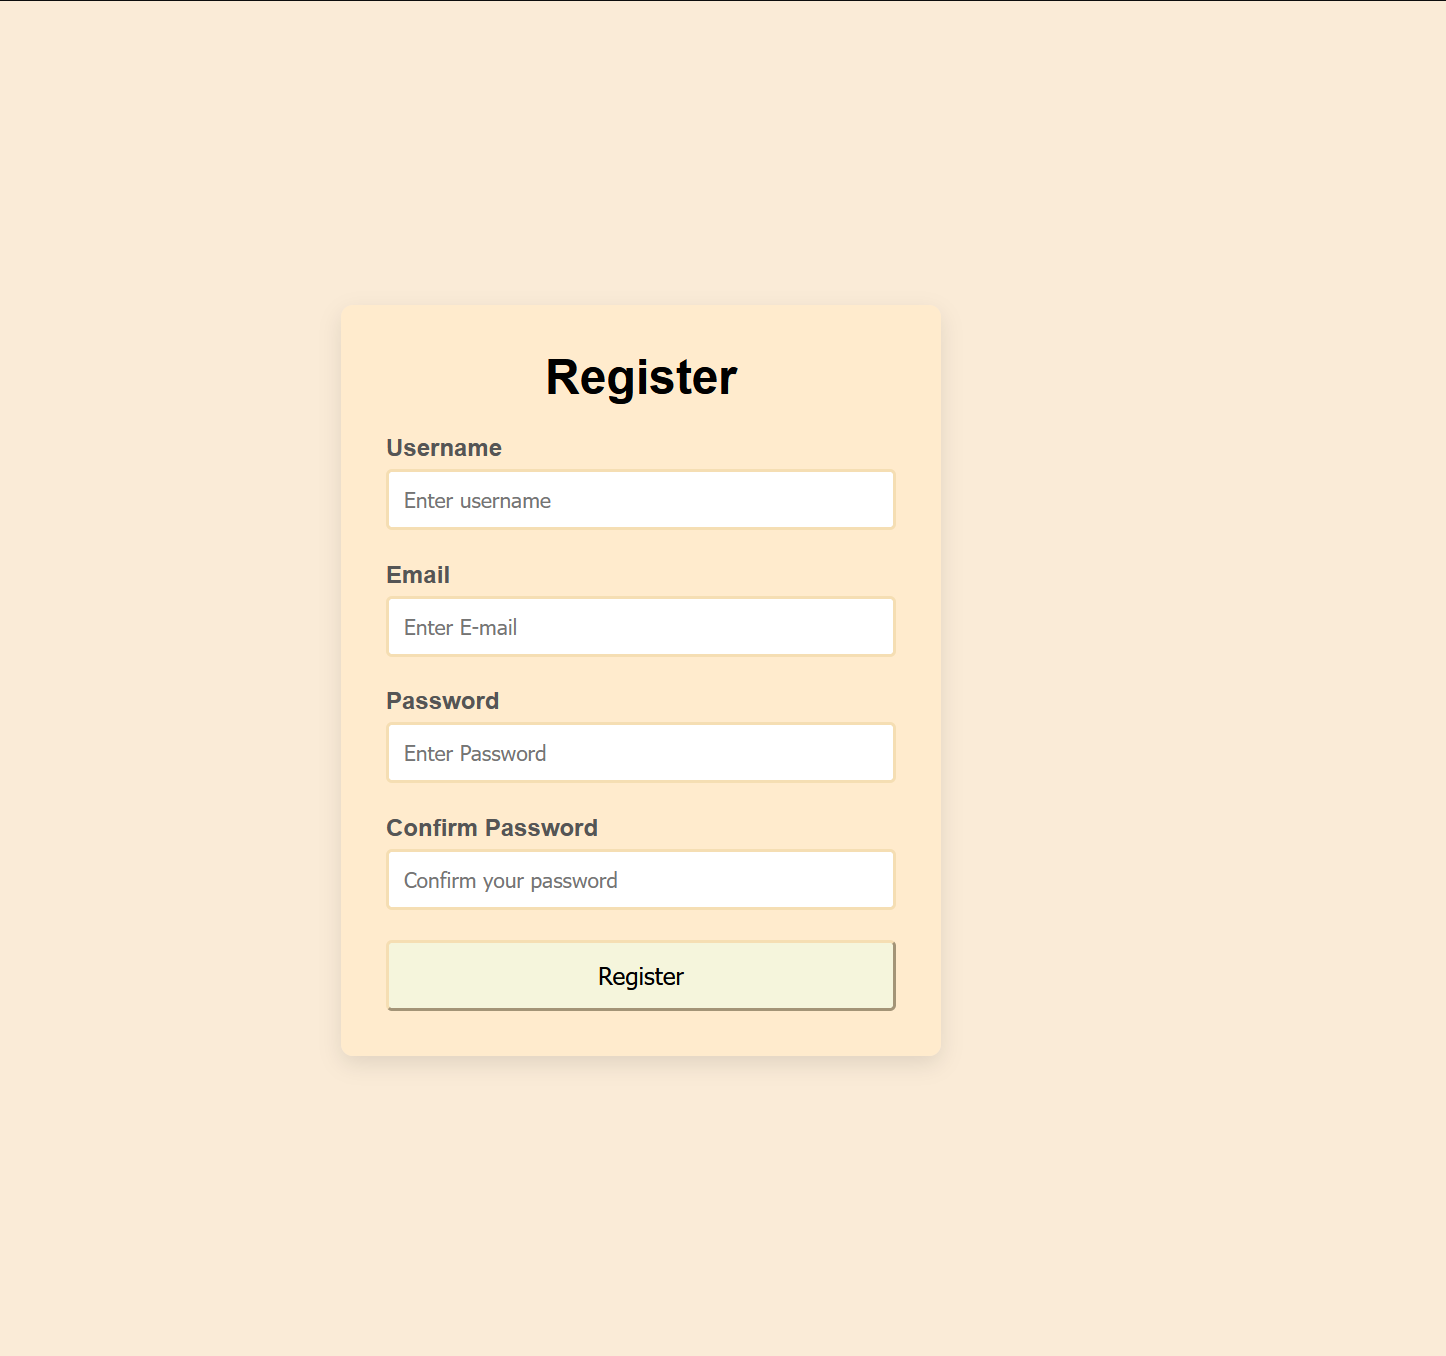 Register
Username
Enter username
Email
Enter E-mail
Password
Enter Password
Confirm Password
Confirm your password
Register